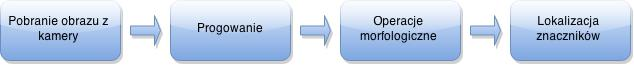 Pobranie obrazu z
kamery
Progowanie
Operacje
morfologiczne
Lokalizacja
znaczników